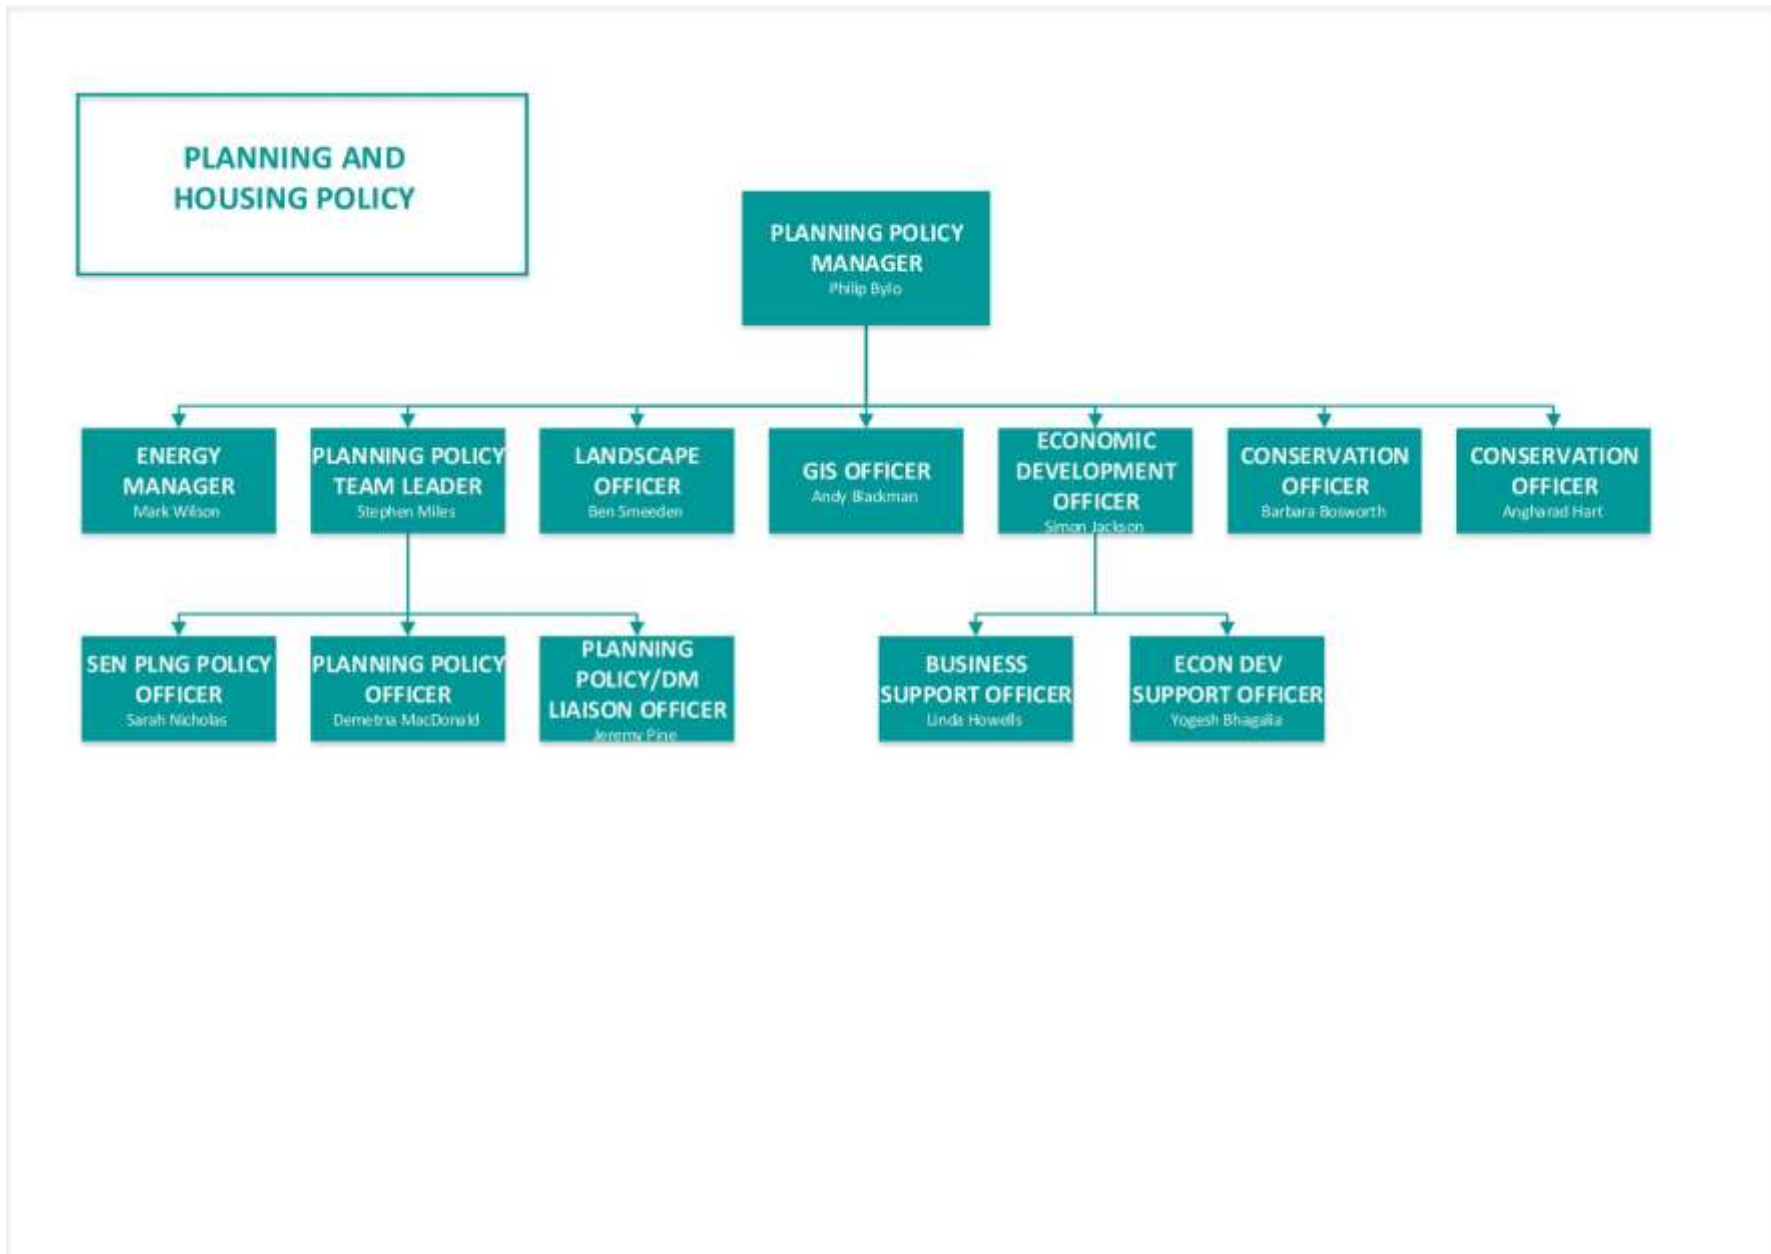 PLANNING AND
HOUSING POLICY
PLANNING POLICY
MANAGER
Philip Bylo
ENERGY
MANAGER
Mark Wilson
PLANNING POLICY
TEAM LEADER
Stephen Miles
LANDSCAPE
OFFICER
Ben Smeeden
GIS OFFICER
Andy Blackman
ECONOMIC
DEVELOPMENT
OFFICER
Simon Jackson
CONSERVATION
OFFICER
Barbara Bosworth
CONSERVATION
OFFICER
Angharad Hart
SEN PLNG POLICY
OFFICER
Sarah Nicholas
PLANNING POLICY
OFFICER
Demetria MacDonald
PLANNING
POLICY/DM
LIAISON OFFICER
Jeremy Pine
BUSINESS
SUPPORT OFFICER
Linda Howells
ECON DEV
SUPPORT OFFICER
Yogesh Bhagalia